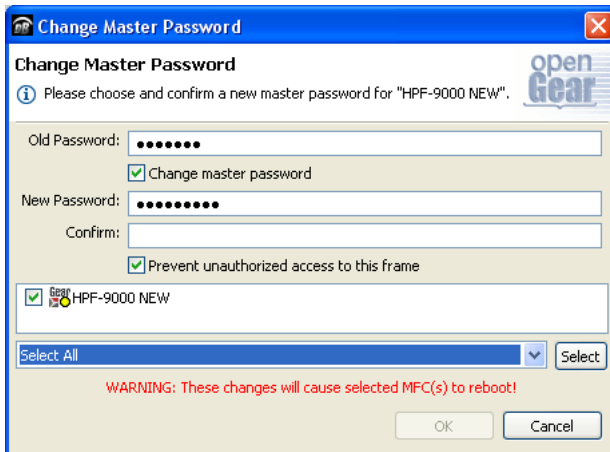 DB Change Master Password
Change Master Password
Please choose and confirm a new master password for "HPF-9000 NEW".
open
Gear
Old Password: •••••••
Change master password
New Password: •••••••••
Confirm:
Prevent unauthorized access to this frame
Gear HPF-9000 NEW
Select All
Select
WARNING: These changes will cause selected MFC(s) to reboot!
OK
Cancel